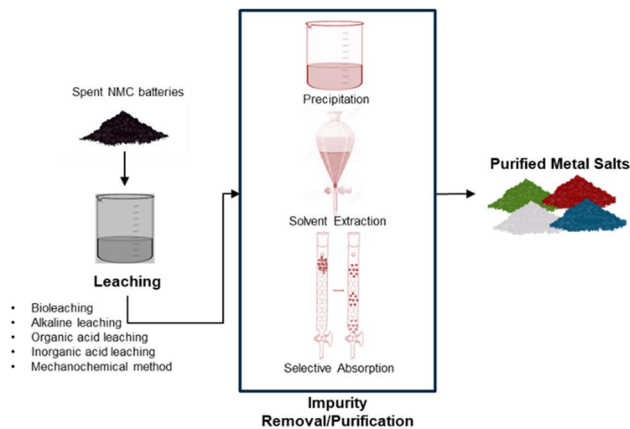 Spent NMC batteries
Leaching
• Bioleaching
• Alkaline leaching
• Organic acid leaching
• Inorganic acid leaching
• Mechanochemical method
Precipitation
Solvent Extraction
Selective Absorption
Impurity
Removal/Purification
Purified Metal Salts